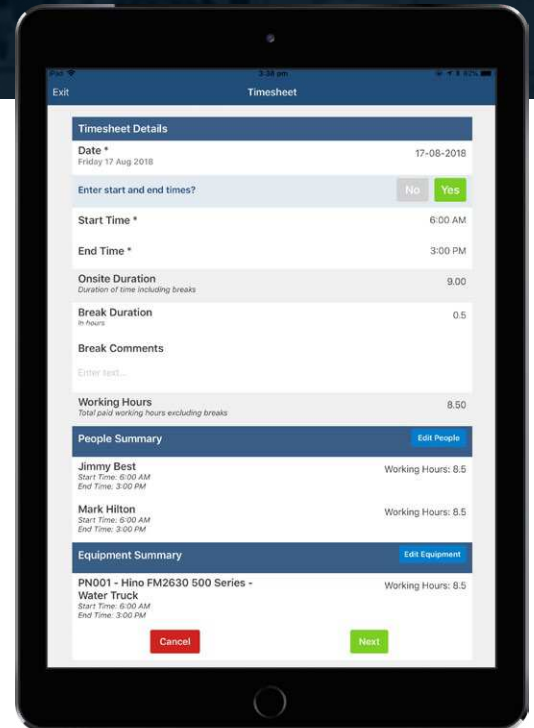 iPad 3:38 pm 82%
Exit Timesheet
Timesheet Details
Date * 17-08-2018
Friday 17 Aug 2018
Enter start and end times? No Yes
Start Time * 6:00 AM
End Time * 3:00 PM
Onsite Duration 9.00
Duration of time including breaks
Break Duration 0.5
In hours
Break Comments
Enter text...
Working Hours 8.50
Total paid working hours excluding breaks
People Summary Edit People
Jimmy Best Working Hours: 8.5
Start Time: 6:00 AM
End Time: 3:00 PM
Mark Hilton Working Hours: 8.5
Start Time: 6:00 AM
End Time: 3:00 PM
Equipment Summary Edit Equipment
PN001 - Hino FM2630 500 Series - Working Hours: 8.5
Water Truck
Start Time: 6:00 AM
End Time: 3:00 PM
Cancel Next